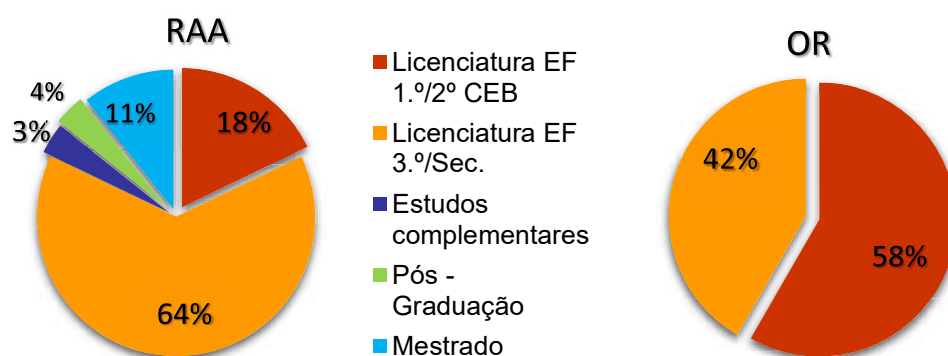 RAA
4%
3%
11%
18%
64%
Licenciatura EF
1.º/2º CEB
Licenciatura EF
3.º/Sec.
Estudos
complementares
Pós -
Graduação
Mestrado
OR
42%
58%